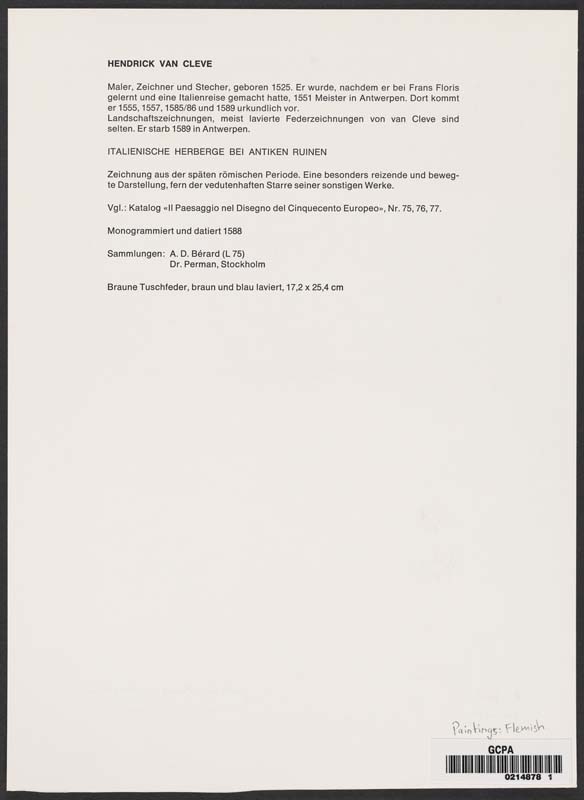 HENDRICK VAN CLEVE
Maler, Zeichner und Stecher, geboren 1525. Er wurde, nachdem er bei Frans Floris
gelernt und eine Italienreise gemacht hatte, 1551 Meister in Antwerpen. Dort kommt
er 1555, 1557, 1585/86 und 1589 urkundlich vor.
Landschaftszeichnungen, meist lavierte Federzeichnungen von van Cleve sind
selten. Er starb 1589 in Antwerpen.
ITALIENISCHE HERBERGE BEI ANTIKEN RUINEN
Zeichnung aus der späten römischen Periode. Eine besonders reizende und beweg-
te Darstellung, fern der vedutenhaften Starre seiner sonstigen Werke.
Vgl.: Katalog «Il Paesaggio nel Disegno del Cinquecento Europeo», Nr. 75, 76, 77.
Monogrammiert und datiert 1588
Sammlungen: A. D. Bérard (L 75)
Dr. Perman, Stockholm
Braune Tuschfeder, braun und blau laviert, 17,2 x 25,4 cm
Paintings: Flemish
GCPA
0214878 1